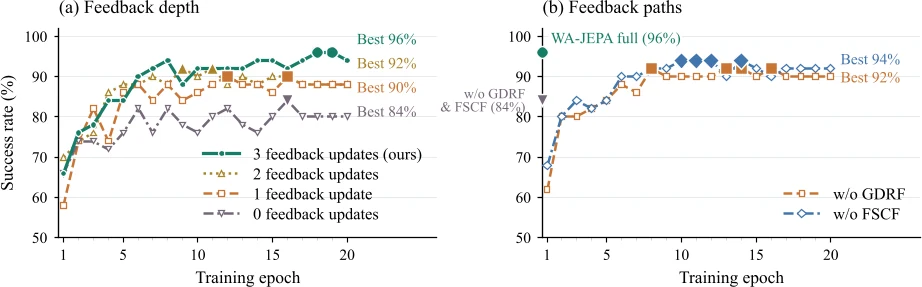 (a) Feedback depth
Success rate (%)
100
90
80
70
60
50
Best 96%
Best 92%
Best 90%
Best 84%
3 feedback updates (ours)
2 feedback updates
1 feedback update
0 feedback updates
1
5
10
15
20
Training epoch
(b) Feedback paths
100
90
80
70
60
50
WA-JEPA full (96%)
w/o GDRF
& FSCF (84%)
Best 94%
Best 92%
w/o GDRF
w/o FSCF
1
5
10
15
20
Training epoch